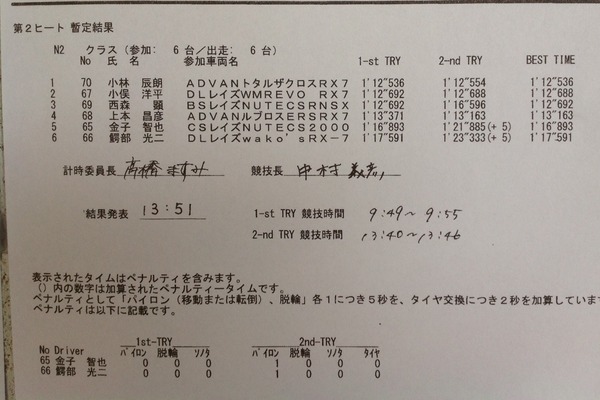 第２ヒート 暫定結果
N2 クラス（参加: 6 台／出走: 6 台）
No 氏 名 参加車両名 1-st TRY 2-nd TRY BEST TIME
1 70 小林 辰朗 ＡＤＶＡＮトタルザクロスＲＸ７ 1'12"536 1'12"554 1'12"536
2 67 小俣 洋平 ＤＬレイズＷＭＲＥＶＯ ＲＸ７ 1'12"692 1'12"688 1'12"688
3 69 西森 顕 ＢＳレイズＮＵＴＥＣＳＲＮＳＸ 1'12"692 1'16"596 1'12"692
4 68 上本 昌彦 ＡＤＶＡＮルブロスＥＲＳＲＸ７ 1'13"371 1'13"163 1'13"163
5 65 金子 智也 ＣＳレイズＮＵＴＥＣＳ２０００ 1'16"893 1'21"885(+ 5) 1'16"893
6 66 鰐部 光二 ＤＬレイズｗａｋｏ'ｓＲＸ－７ 1'17"591 1'23"333(+ 5) 1'17"591
計時委員長 高橋 ますみ 競技長 中村
結果発表 13:51 1-st TRY 競技時間 9:49～9:55
2-nd TRY 競技時間 13:40～13:46
表示されたタイムはペナルティを含みます。
（）内の数字は加算されたペナルティータイムです。
ペナルティとして「パイロン（移動または転倒）、脱輪」各１につき５秒を、タイヤ交換につき２秒を加算していま
ペナルティは以下に記載です。
1st-TRY 2nd-TRY
No Driver ﾊﾟｲﾛﾝ 脱輪 ｿﾉﾀ ﾊﾟｲﾛﾝ 脱輪 ｿﾉﾀ ﾀｲﾔ
65 金子 智也 0 0 0 1 0 0 0
66 鰐部 光二 0 0 0 1 0 0 0